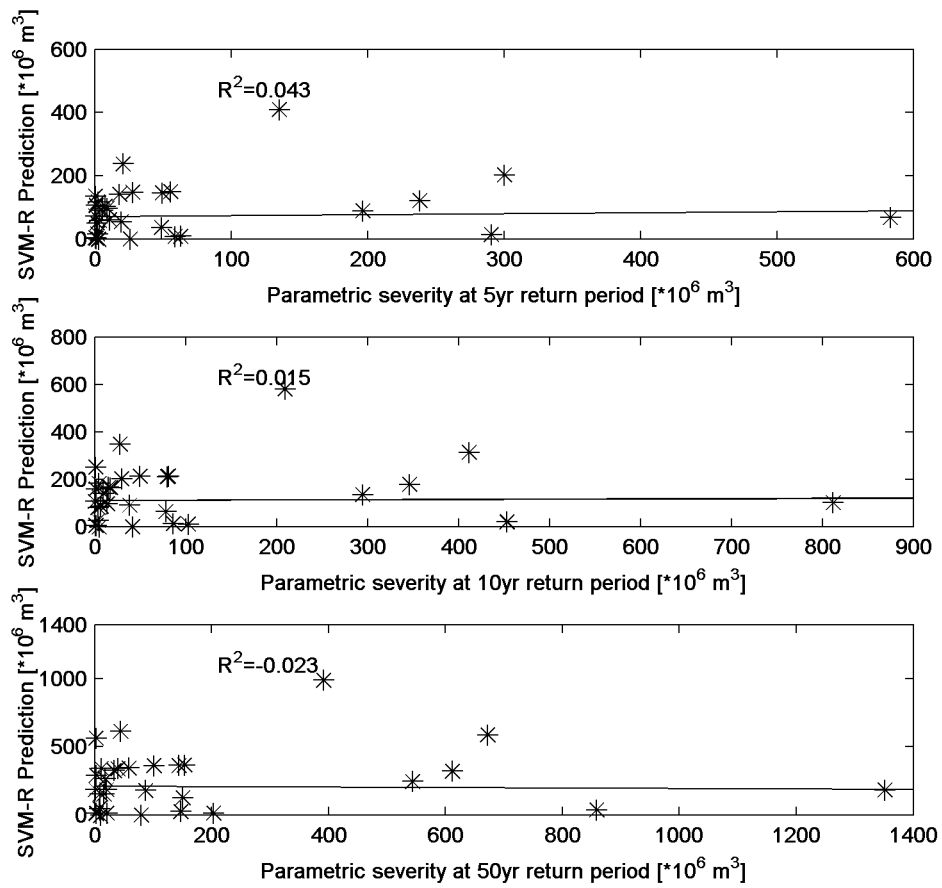 600
400
200
0
SVM-R Prediction [*10⁶ m³]
R²=0.043
0 100 200 300 400 500 600
Parametric severity at 5yr return period [*10⁶ m³]
800
600
400
200
0
SVM-R Prediction [*10⁶ m³]
R²=0.015
0 100 200 300 400 500 600 700 800 900
Parametric severity at 10yr return period [*10⁶ m³]
1400
1000
500
0
SVM-R Prediction [*10⁶ m³]
R²=-0.023
0 200 400 600 800 1000 1200 1400
Parametric severity at 50yr return period [*10⁶ m³]